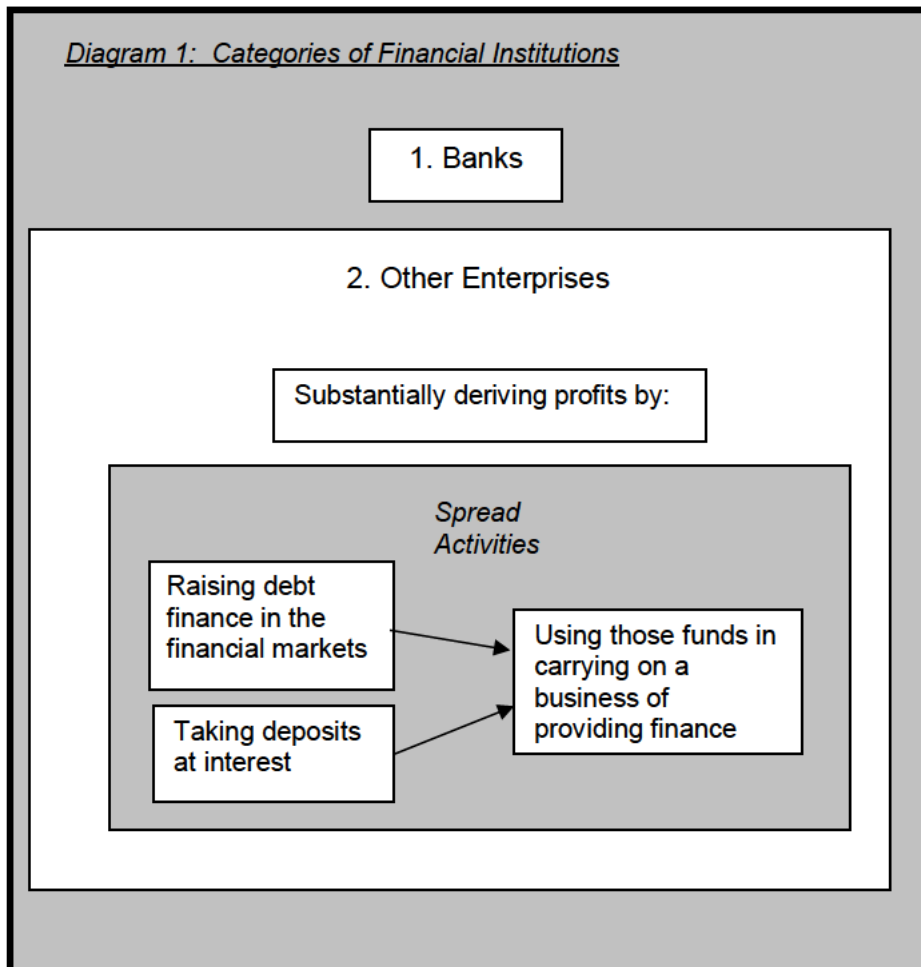 Diagram 1: Categories of Financial Institutions
1. Banks
2. Other Enterprises
Substantially deriving profits by:
Spread
Activities
Raising debt
finance in the
financial markets
Taking deposits
at interest
Using those funds in
carrying on a
business of
providing finance